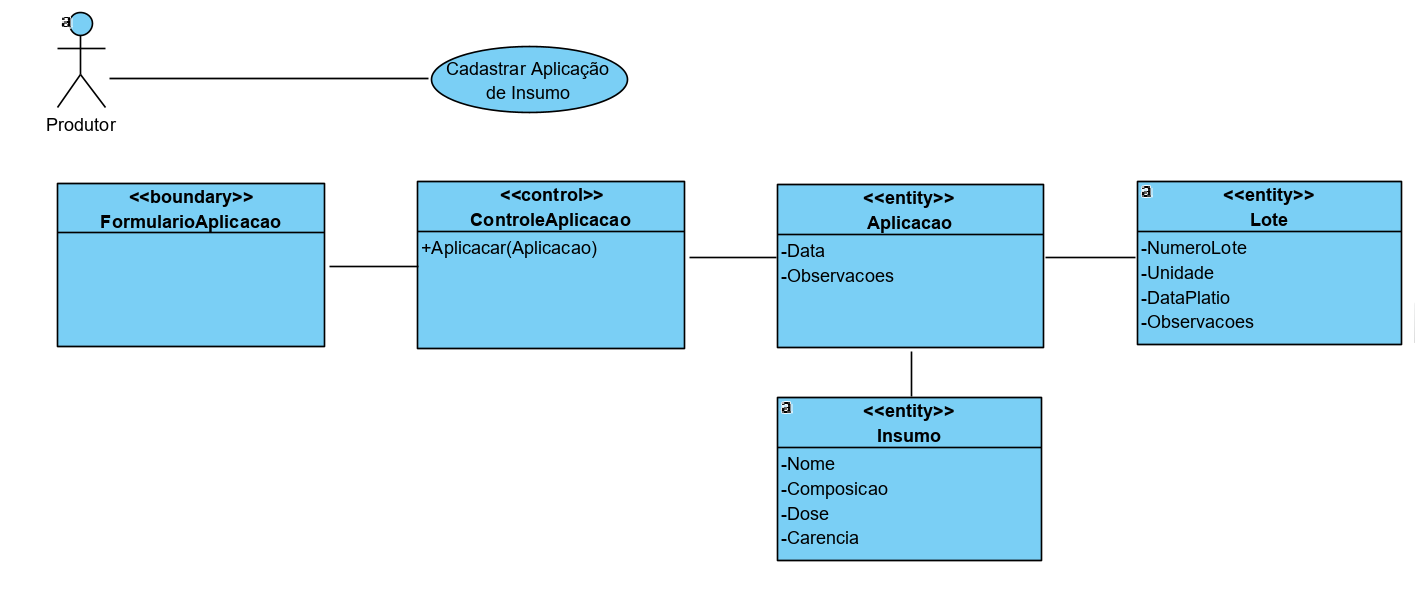 a
Produtor
Cadastrar Aplicação
de Insumo
<<boundary>>
FormularioAplicacao
<<control>>
ControleAplicacao
+Aplicacar(Aplicacao)
<<entity>>
Aplicacao
-Data
-Observacoes
a
<<entity>>
Lote
-NumeroLote
-Unidade
-DataPlatio
-Observacoes
a
<<entity>>
Insumo
-Nome
-Composicao
-Dose
-Carencia